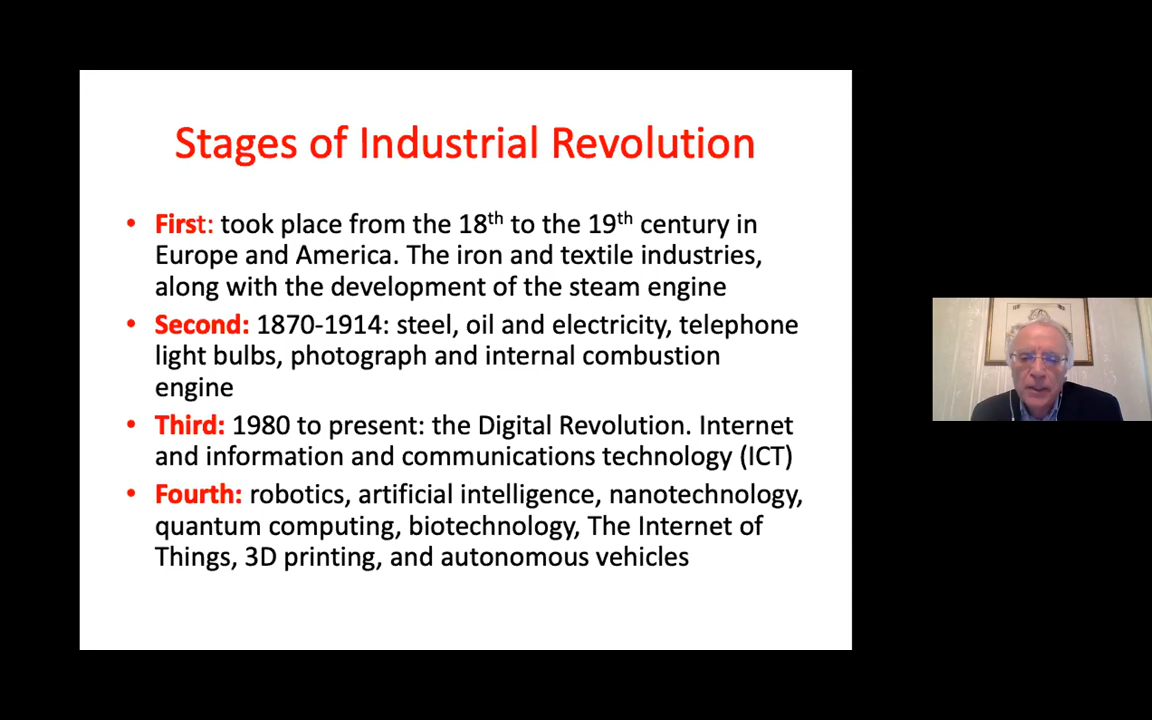 Stages of Industrial Revolution
• First: took place from the 18th to the 19th century in
Europe and America. The iron and textile industries,
along with the development of the steam engine
• Second: 1870-1914: steel, oil and electricity, telephone
light bulbs, photograph and internal combustion
engine
• Third: 1980 to present: the Digital Revolution. Internet
and information and communications technology (ICT)
• Fourth: robotics, artificial intelligence, nanotechnology,
quantum computing, biotechnology, The Internet of
Things, 3D printing, and autonomous vehicles